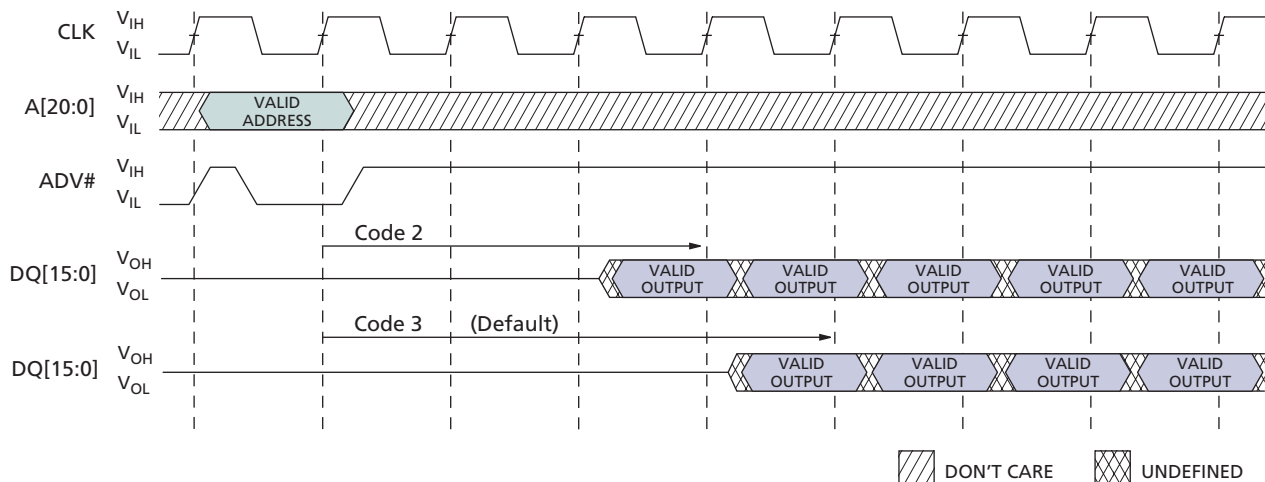 CLK
VIH
VIL
A[20:0]
VIH
VIL
VALID
ADDRESS
ADV#
VIH
VIL
Code 2
DQ[15:0]
VOH
VOL
VALID
OUTPUT
VALID
OUTPUT
VALID
OUTPUT
VALID
OUTPUT
VALID
OUTPUT
Code 3 (Default)
DQ[15:0]
VOH
VOL
VALID
OUTPUT
VALID
OUTPUT
VALID
OUTPUT
VALID
OUTPUT
DON'T CARE
UNDEFINED